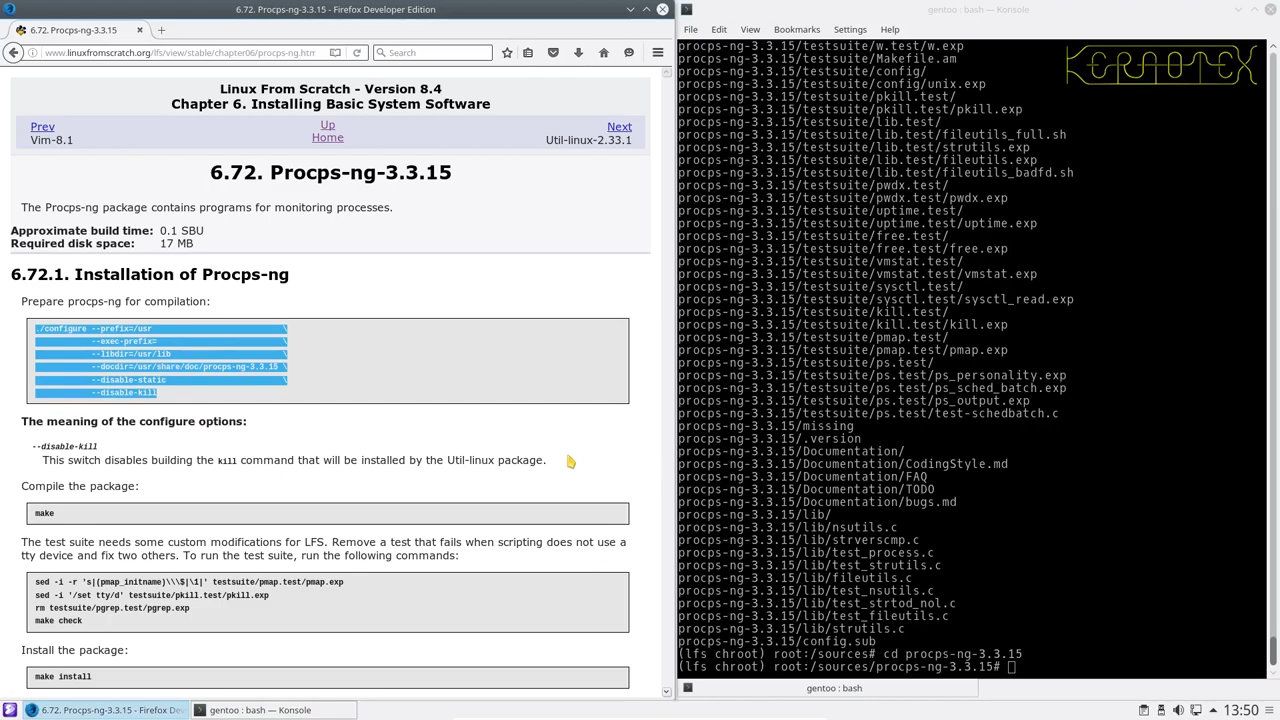 6.72. Procps-ng-3.3.15 - Firefox Developer Edition
6.72. Procps-ng-3.3.15
www.linuxfromscratch.org/lfs/view/stable/chapter06/procps-ng.htm
Search
Linux From Scratch - Version 8.4
Chapter 6. Installing Basic System Software
Prev
Up
Next
Vim-8.1
Home
Util-linux-2.33.1
6.72. Procps-ng-3.3.15
The Procps-ng package contains programs for monitoring processes.
Approximate build time: 0.1 SBU
Required disk space: 17 MB
6.72.1. Installation of Procps-ng
Prepare procps-ng for compilation:
./configure --prefix=/usr \
--exec-prefix= \
--libdir=/usr/lib \
--docdir=/usr/share/doc/procps-ng-3.3.15 \
--disable-static \
--disable-kill
The meaning of the configure options:
--disable-kill
This switch disables building the kill command that will be installed by the Util-linux package.
Compile the package:
make
The test suite needs some custom modifications for LFS. Remove a test that fails when scripting does not use a
tty device and fix two others. To run the test suite, run the following commands:
sed -i -r 's|(pmap_initname)\\\$|\1|' testsuite/pmap.test/pmap.exp
sed -i '/set tty/d' testsuite/pkill.test/pkill.exp
rm testsuite/pgrep.test/pgrep.exp
make check
Install the package:
make install
gentoo : bash — Konsole
File Edit View Bookmarks Settings Help
KERNOTEX
procps-ng-3.3.15/testsuite/w.test/w.exp
procps-ng-3.3.15/testsuite/Makefile.am
procps-ng-3.3.15/testsuite/config/
procps-ng-3.3.15/testsuite/config/unix.exp
procps-ng-3.3.15/testsuite/pkill.test/
procps-ng-3.3.15/testsuite/pkill.test/pkill.exp
procps-ng-3.3.15/testsuite/lib.test/
procps-ng-3.3.15/testsuite/lib.test/fileutils_full.sh
procps-ng-3.3.15/testsuite/lib.test/strutils.exp
procps-ng-3.3.15/testsuite/lib.test/fileutils.exp
procps-ng-3.3.15/testsuite/lib.test/fileutils_badfd.sh
procps-ng-3.3.15/testsuite/pwdx.test/
procps-ng-3.3.15/testsuite/pwdx.test/pwdx.exp
procps-ng-3.3.15/testsuite/uptime.test/
procps-ng-3.3.15/testsuite/uptime.test/uptime.exp
procps-ng-3.3.15/testsuite/free.test/
procps-ng-3.3.15/testsuite/free.test/free.exp
procps-ng-3.3.15/testsuite/vmstat.test/
procps-ng-3.3.15/testsuite/vmstat.test/vmstat.exp
procps-ng-3.3.15/testsuite/sysctl.test/
procps-ng-3.3.15/testsuite/sysctl.test/sysctl_read.exp
procps-ng-3.3.15/testsuite/kill.test/
procps-ng-3.3.15/testsuite/kill.test/kill.exp
procps-ng-3.3.15/testsuite/pmap.test/
procps-ng-3.3.15/testsuite/pmap.test/pmap.exp
procps-ng-3.3.15/testsuite/ps.test/
procps-ng-3.3.15/testsuite/ps.test/ps_personality.exp
procps-ng-3.3.15/testsuite/ps.test/ps_sched_batch.exp
procps-ng-3.3.15/testsuite/ps.test/ps_output.exp
procps-ng-3.3.15/testsuite/ps.test/test-schedbatch.c
procps-ng-3.3.15/missing
procps-ng-3.3.15/.version
procps-ng-3.3.15/Documentation/
procps-ng-3.3.15/Documentation/CodingStyle.md
procps-ng-3.3.15/Documentation/FAQ
procps-ng-3.3.15/Documentation/TODO
procps-ng-3.3.15/Documentation/bugs.md
procps-ng-3.3.15/lib/
procps-ng-3.3.15/lib/nsutils.c
procps-ng-3.3.15/lib/strverscmp.c
procps-ng-3.3.15/lib/test_process.c
procps-ng-3.3.15/lib/test_strutils.c
procps-ng-3.3.15/lib/fileutils.c
procps-ng-3.3.15/lib/test_nsutils.c
procps-ng-3.3.15/lib/test_strtod_nol.c
procps-ng-3.3.15/lib/test_fileutils.c
procps-ng-3.3.15/lib/strutils.c
procps-ng-3.3.15/config.sub
(lfs chroot) root:/sources# cd procps-ng-3.3.15
(lfs chroot) root:/sources/procps-ng-3.3.15#
gentoo : bash
6.72. Procps-ng-3.3.15 - Firefox De
gentoo : bash — Konsole
13:50